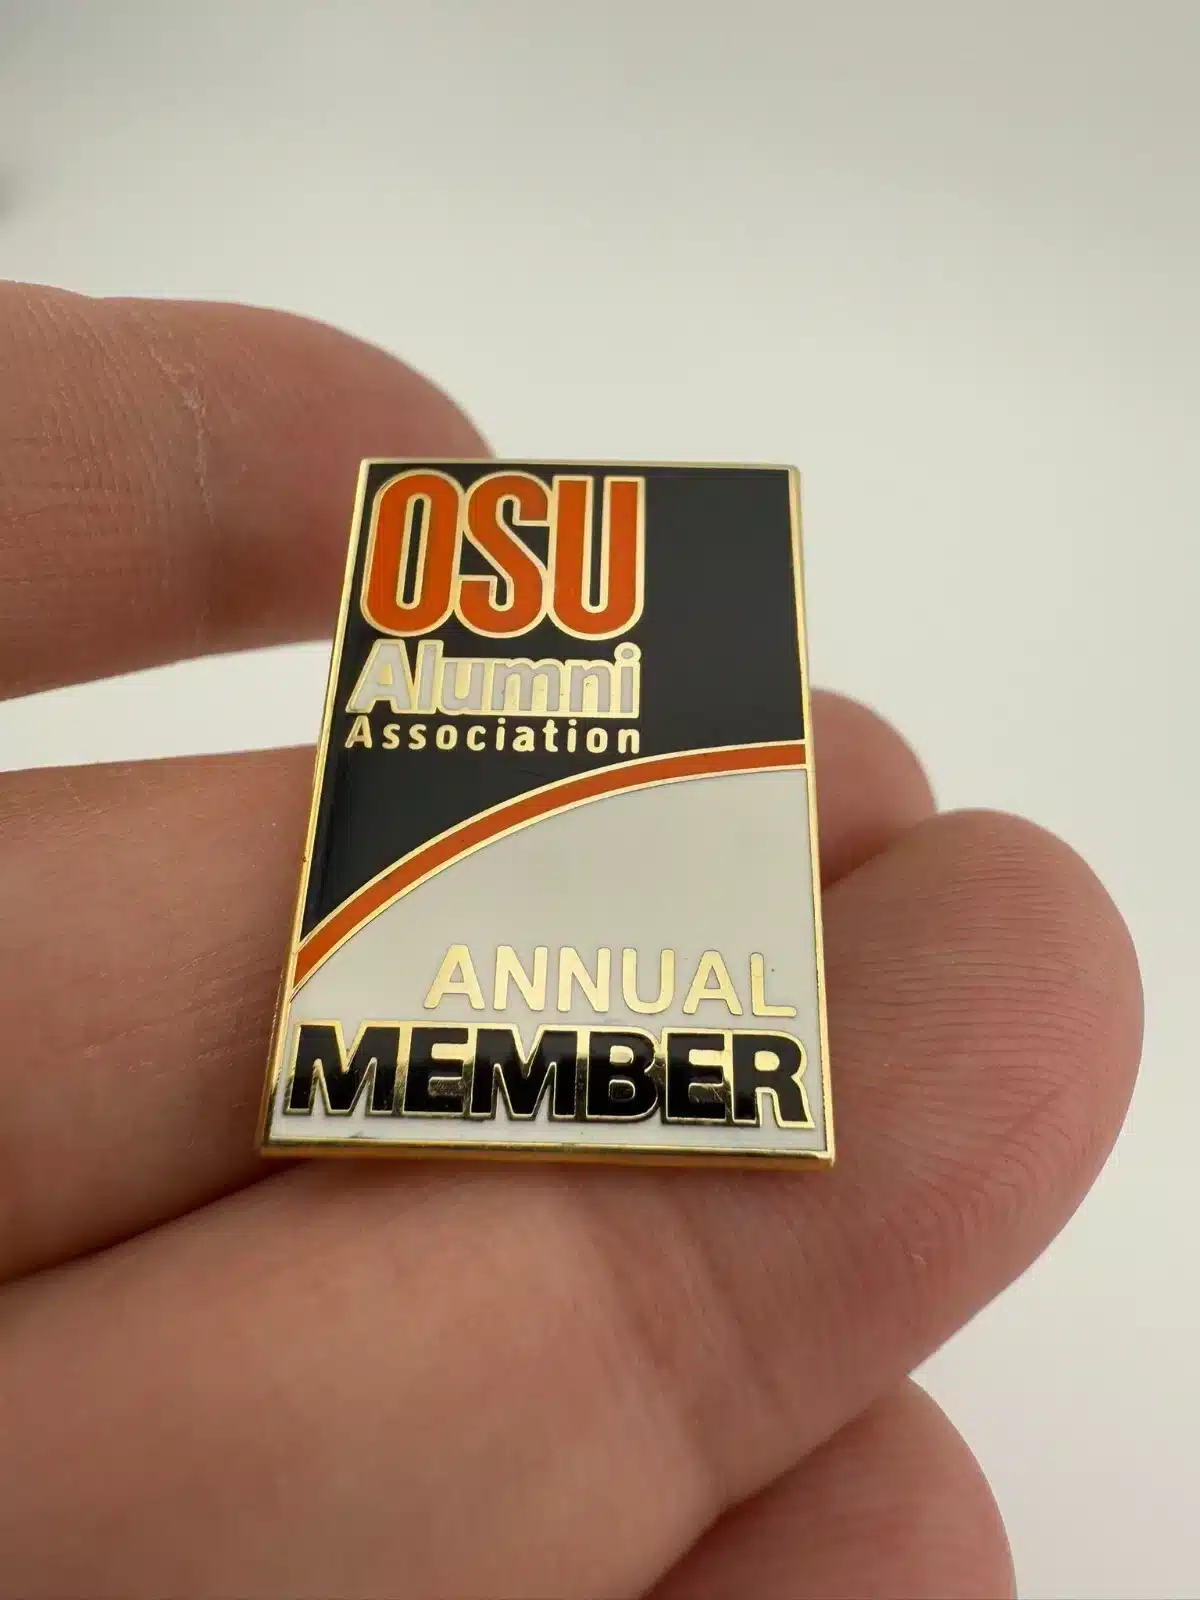 OSU
Alumni
Association
ANNUAL
MEMBER